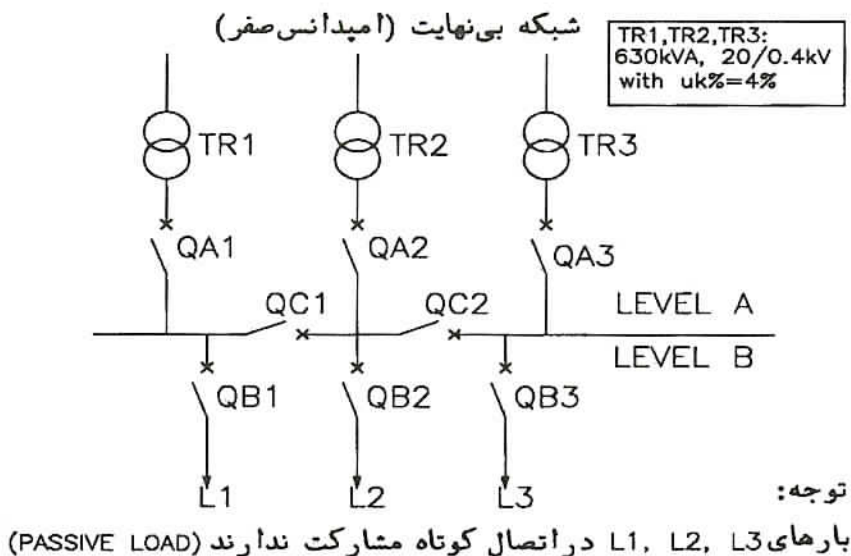 شبکه بی‌نهایت (امپدانس صفر)
TR1,TR2,TR3:
630kVA, 20/0.4kV
with uk%=4%
TR1
TR2
TR3
QA1
QA2
QA3
QC1
QC2
LEVEL A
LEVEL B
QB1
QB2
QB3
L1
L2
L3
توجه:
بارهای L1, L2, L3 در اتصال کوتاه مشارکت ندارند (PASSIVE LOAD)